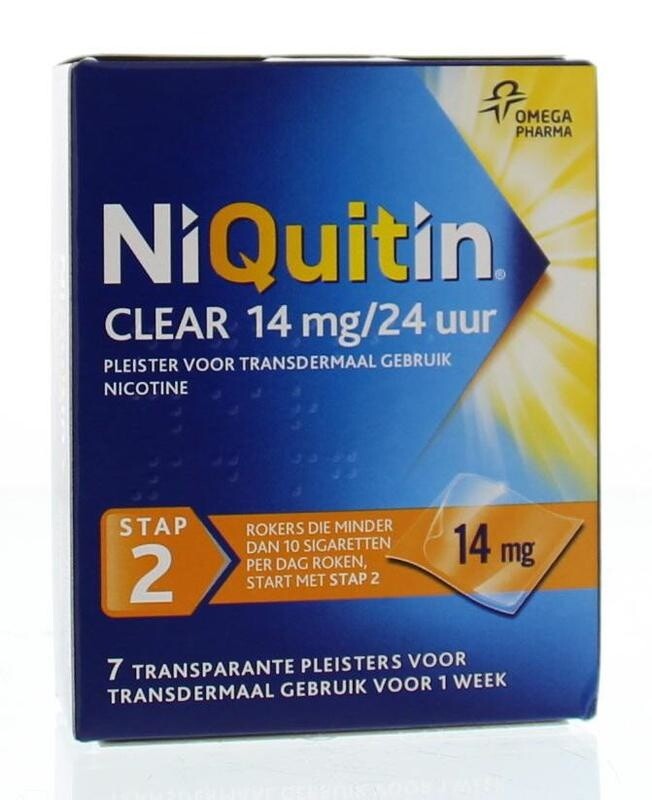 OMEGA
PHARMA
NiQuitin®
CLEAR 14 mg/24 uur
PLEISTER VOOR TRANSDERMAAL GEBRUIK
NICOTINE
STAP
2
ROKERS DIE MINDER
DAN 10 SIGARETTEN
PER DAG ROKEN,
START MET STAP 2
14 mg
7 TRANSPARANTE PLEISTERS VOOR
TRANSDERMAAL GEBRUIK VOOR 1 WEEK